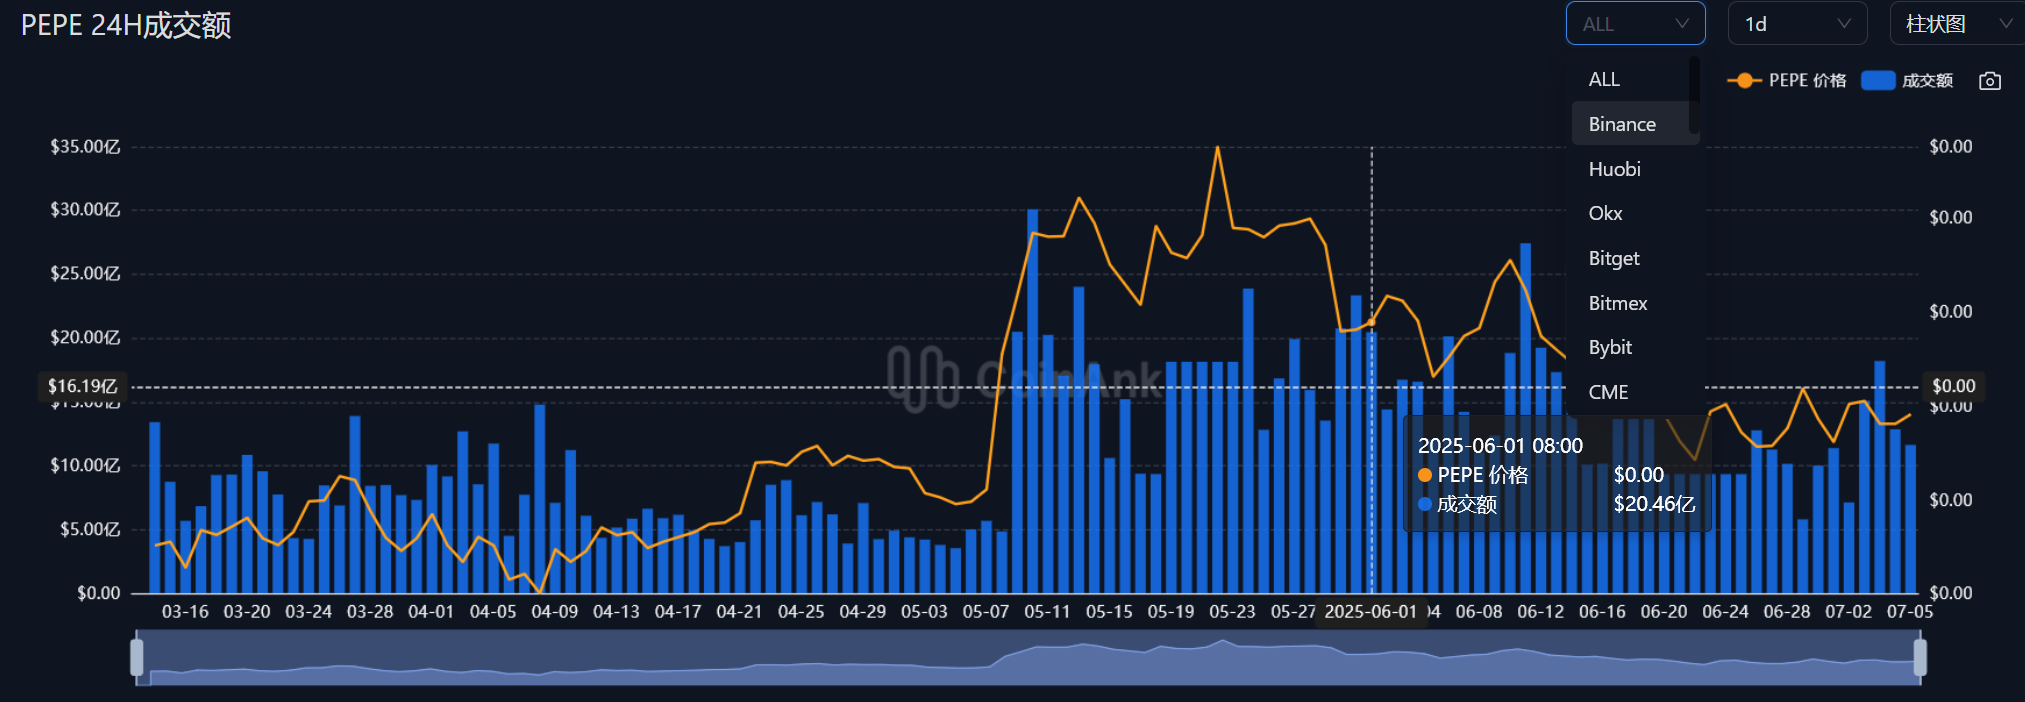 PEPE 24H成交额
ALL
1d
柱状图
ALL
Binance
Huobi
Okx
Bitget
Bitmex
Bybit
CME
PEPE 价格
成交额
$35.00亿
$30.00亿
$25.00亿
$20.00亿
$16.19亿
$15.00亿
$10.00亿
$5.00亿
$0.00
$0.00
$0.00
$0.00
$0.00
$0.00
$0.00
$0.00
CoinAnk
2025-06-01 08:00
PEPE 价格 $0.00
成交额 $20.46亿
03-16 03-20 03-24 03-28 04-01 04-05 04-09 04-13 04-17 04-21 04-25 04-29 05-03 05-07 05-11 05-15 05-19 05-23 05-27 2025-06-01 04 06-08 06-12 06-16 06-20 06-24 06-28 07-02 07-05